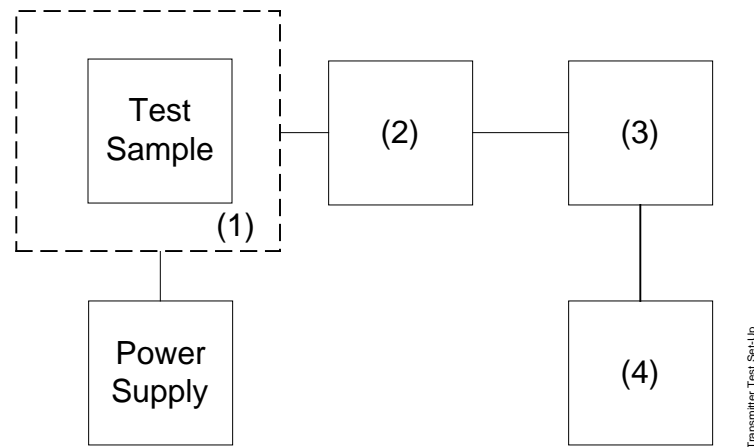 Test
Sample
(1)
(2)
(3)
Power
Supply
(4)
Transmitter Test Set-Up